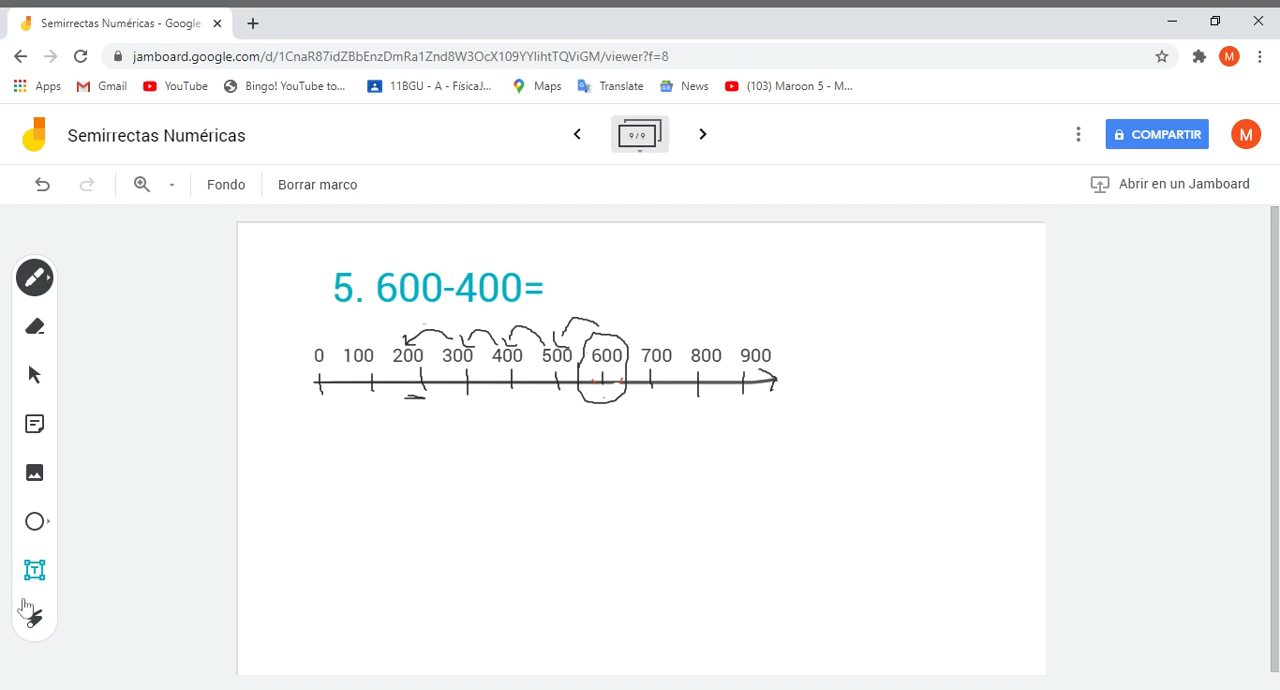 Semirrectas Numéricas - Google
jamboard.google.com/d/1CnaR87idZBbEnzDmRa1Znd8W3OcX109YYlihtTQViGM/viewer?f=8
M
Apps Gmail YouTube Bingo! YouTube to... 11BGU - A - FísicaJ... Maps Translate News (103) Maroon 5 - M...
Semirrectas Numéricas
9 / 9
COMPARTIR
M
Fondo Borrar marco Abrir en un Jamboard
5. 600-400=
0 100 200 300 400 500 600 700 800 900
T